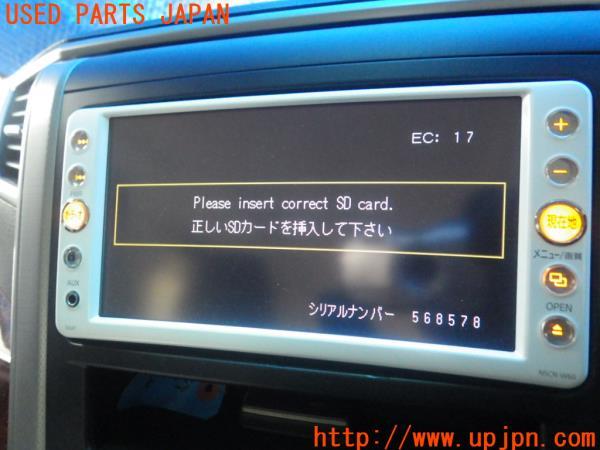 USED PARTS JAPAN
EC: 17
Please insert correct SD card.
正しいSDカードを挿入して下さい
シリアルナンバー 568578
AUX
現在地
メニュー/画質
OPEN
NSCN-W60
http://www.upjpn.com